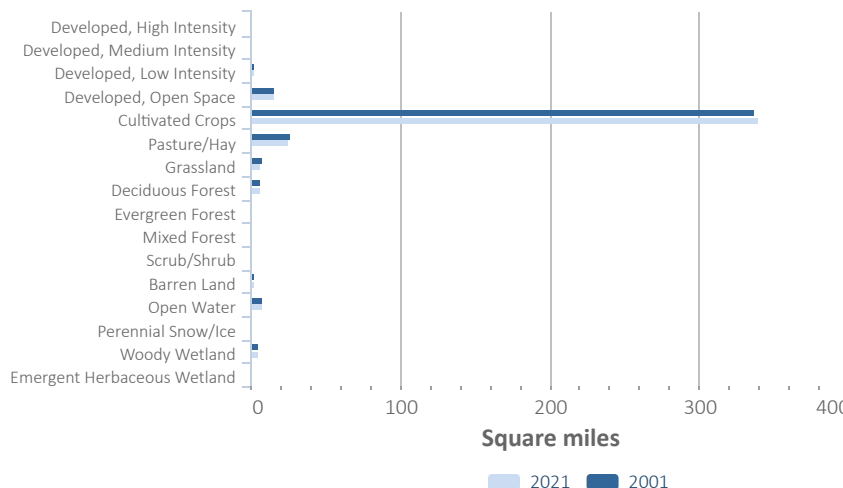 Developed, High Intensity
Developed, Medium Intensity
Developed, Low Intensity
Developed, Open Space
Cultivated Crops
Pasture/Hay
Grassland
Deciduous Forest
Evergreen Forest
Mixed Forest
Scrub/Shrub
Barren Land
Open Water
Perennial Snow/Ice
Woody Wetland
Emergent Herbaceous Wetland
0 100 200 300 400
Square miles
2021 2001